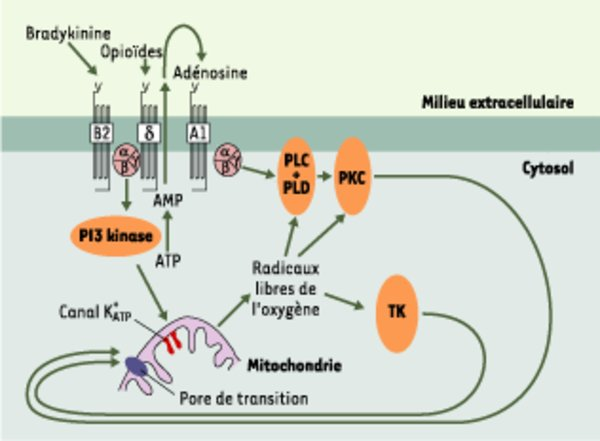 Bradykinine
Opioïdes
Adénosine
Milieu extracellulaire
B2
δ
A1
Cytosol
α
β
γ
α
β
γ
PLC
+
PLD
PKC
AMP
PI3 kinase
ATP
Radicaux
libres de
l'oxygène
TK
Canal K⁺ATP
Mitochondrie
Pore de transition